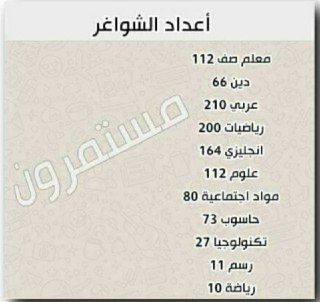 أعداد الشواغر
معلم صف 112
دين 66
عربي 210
رياضيات 200
انجليزي 164
علوم 112
مواد اجتماعية 80
حاسوب 73
تكنولوجيا 27
رسم 11
رياضة 10
مستمرون